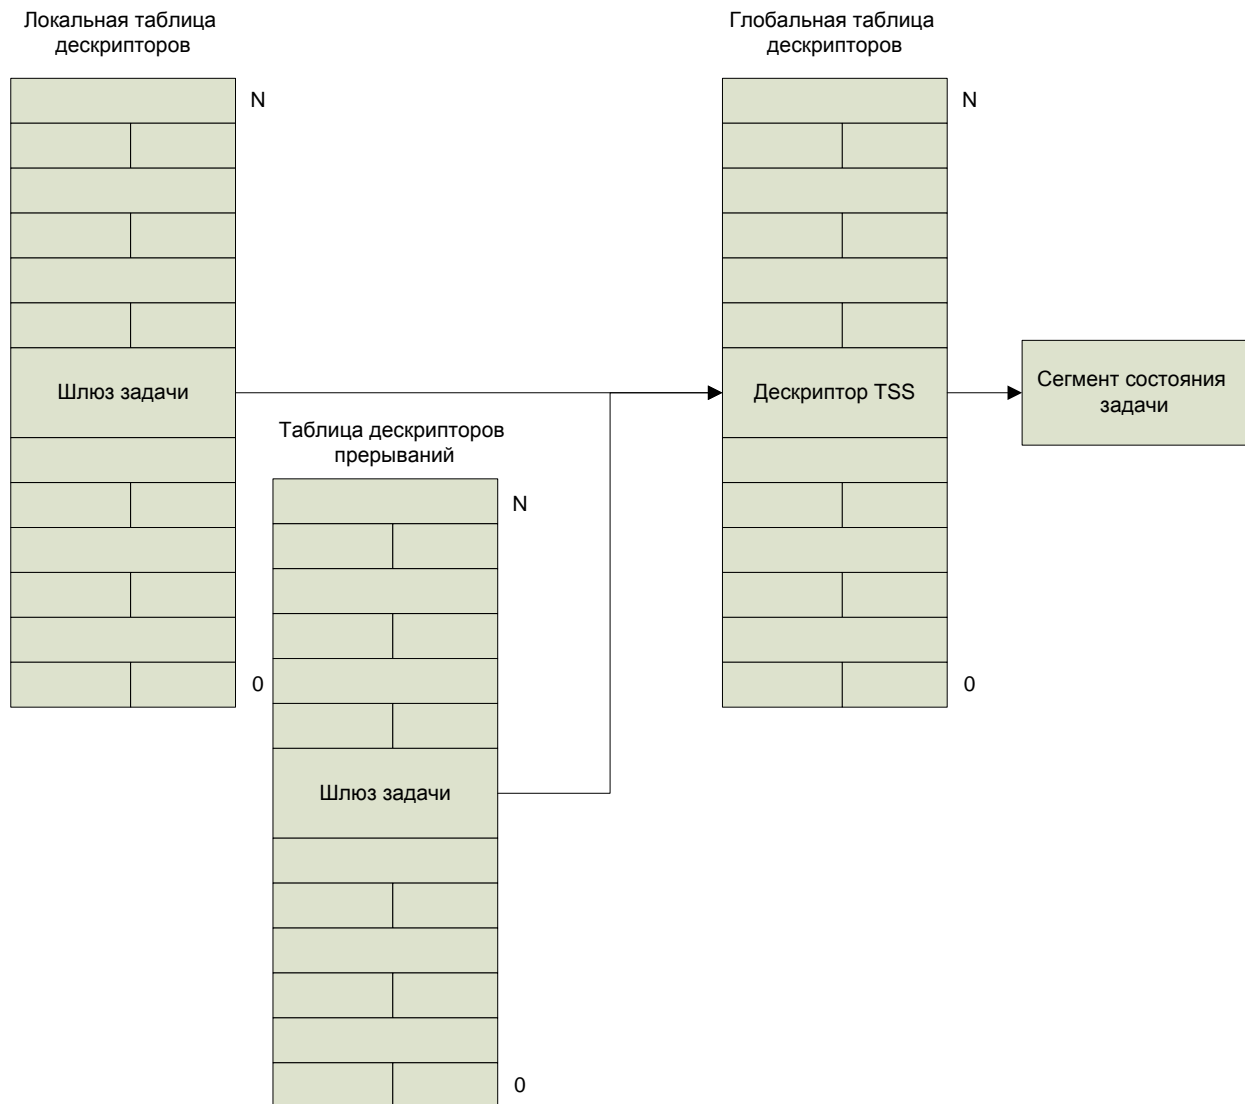 Локальная таблица
дескрипторов
Глобальная таблица
дескрипторов
N
N
Шлюз задачи
Дескриптор TSS
Сегмент состояния
задачи
Таблица дескрипторов
прерываний
N
0
0
Шлюз задачи
0